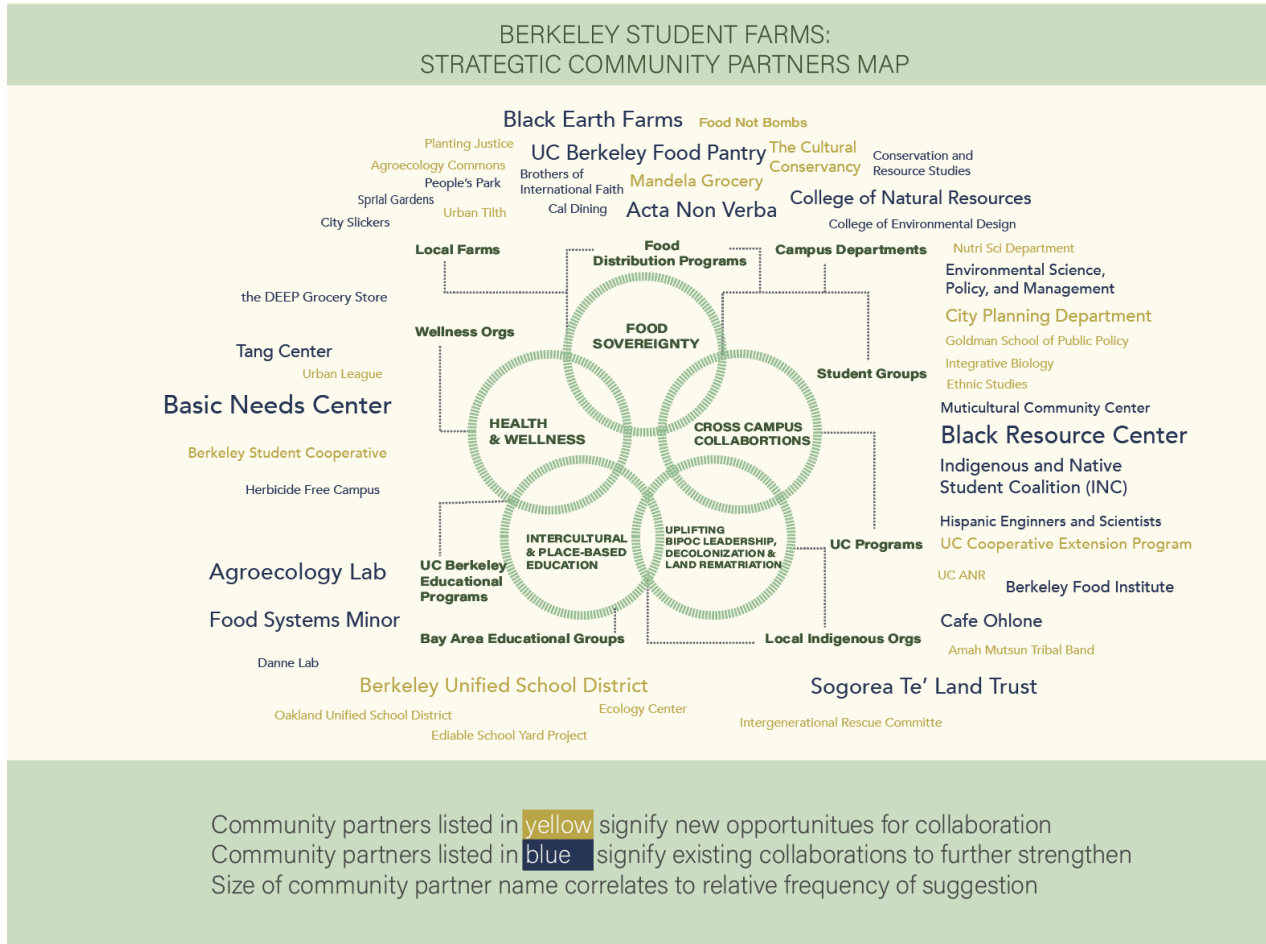 BERKELEY STUDENT FARMS:
STRATEGTIC COMMUNITY PARTNERS MAP
Black Earth Farms
Food Not Bombs
Planting Justice
UC Berkeley Food Pantry
The Cultural
Conservancy
Conservation and
Resource Studies
Agroecology Commons
Brothers of
International Faith
Mandela Grocery
People's Park
Sprial Gardens
Urban Tilth
Cal Dining
Acta Non Verba
College of Natural Resources
City Slickers
College of Environmental Design
Local Farms
Food
Distribution Programs
Campus Departments
Nutri Sci Department
Environmental Science,
Policy, and Management
the DEEP Grocery Store
City Planning Department
Wellness Orgs
FOOD
SOVEREIGNTY
Goldman School of Public Policy
Tang Center
Integrative Biology
Urban League
Student Groups
Ethnic Studies
Basic Needs Center
Muticultural Community Center
HEALTH
& WELLNESS
CROSS CAMPUS
COLLABORTIONS
Black Resource Center
Berkeley Student Cooperative
Indigenous and Native
Student Coalition (INC)
Herbicide Free Campus
Hispanic Enginners and Scientists
INTERCULTURAL
& PLACE-BASED
EDUCATION
UPLIFTING
BIPOC LEADERSHIP,
DECOLONIZATION &
LAND REMATRIATION
UC Programs
UC Cooperative Extension Program
Agroecology Lab
UC Berkeley
Educational
Programs
UC ANR
Berkeley Food Institute
Food Systems Minor
Cafe Ohlone
Bay Area Educational Groups
Local Indigenous Orgs
Amah Mutsun Tribal Band
Danne Lab
Berkeley Unified School District
Sogorea Te' Land Trust
Oakland Unified School District
Ecology Center
Intergenerational Rescue Committe
Ediable School Yard Project
Community partners listed in yellow signify new opportunitues for collaboration
Community partners listed in blue signify existing collaborations to further strengthen
Size of community partner name correlates to relative frequency of suggestion